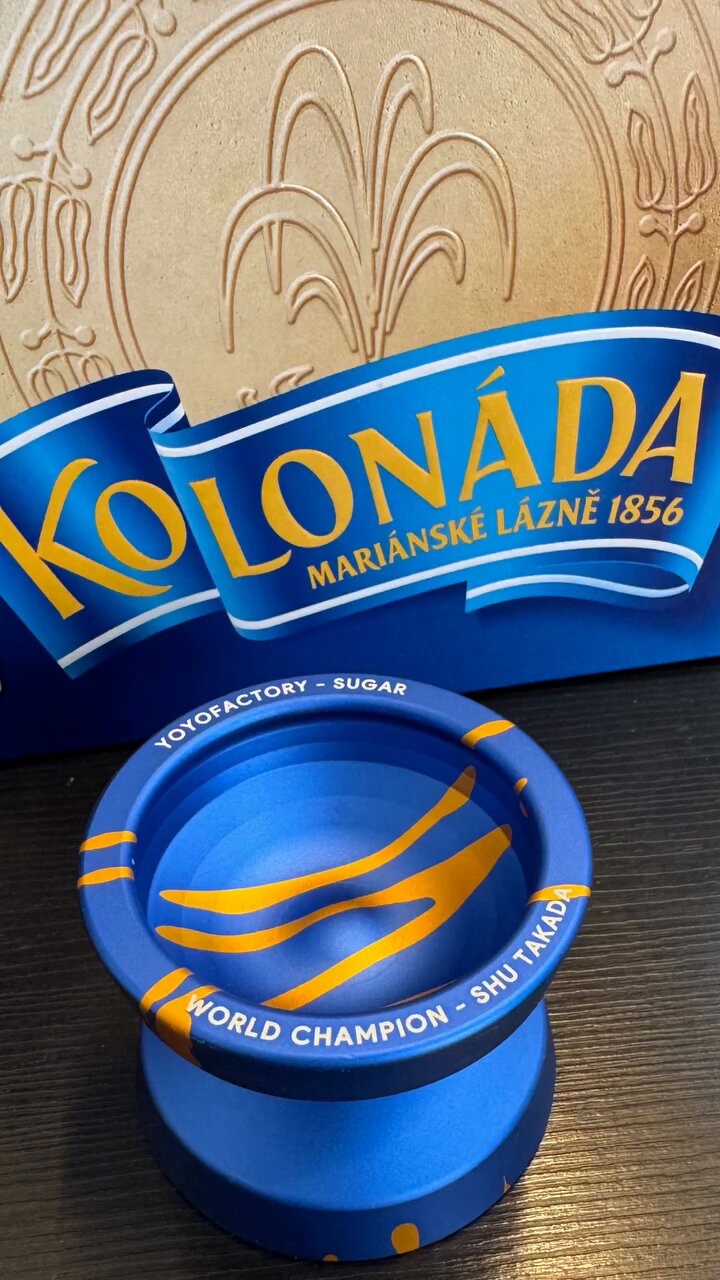 KOLONÁDA
MARIÁNSKÉ LÁZNĚ 1856
YOYOFACTORY - SUGAR
WORLD CHAMPION - SHU TAKADA